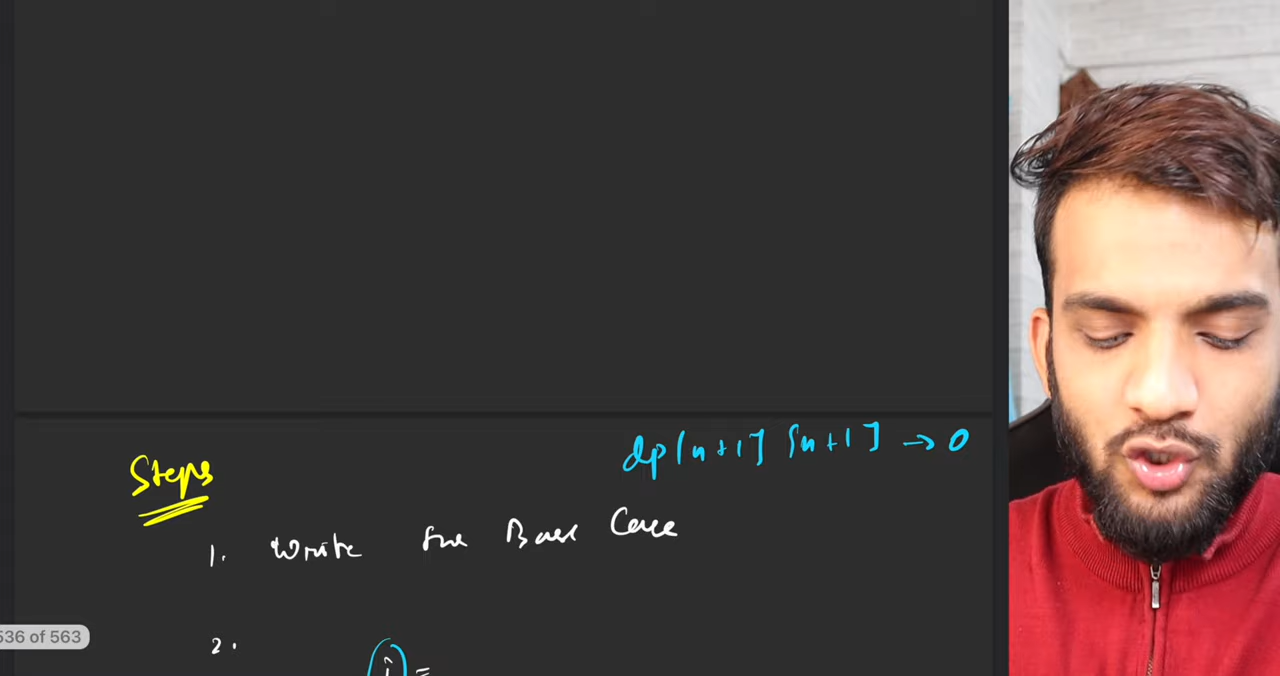 dp[n+1] [n+1] → 0
Steps
1. Write the Base Case
2.
i =
536 of 563